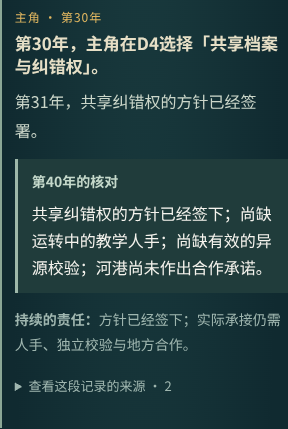 主角 · 第30年
第30年，主角在D4选择「共享档案
与纠错权」。
第31年，共享纠错权的方针已经签
署。
第40年的核对
共享纠错权的方针已经签下；尚缺
运转中的教学人手；尚缺有效的异
源校验；河港尚未作出合作承诺。
持续的责任：方针已经签下；实际承接仍需
人手、独立校验与地方合作。
▶ 查看这段记录的来源 · 2